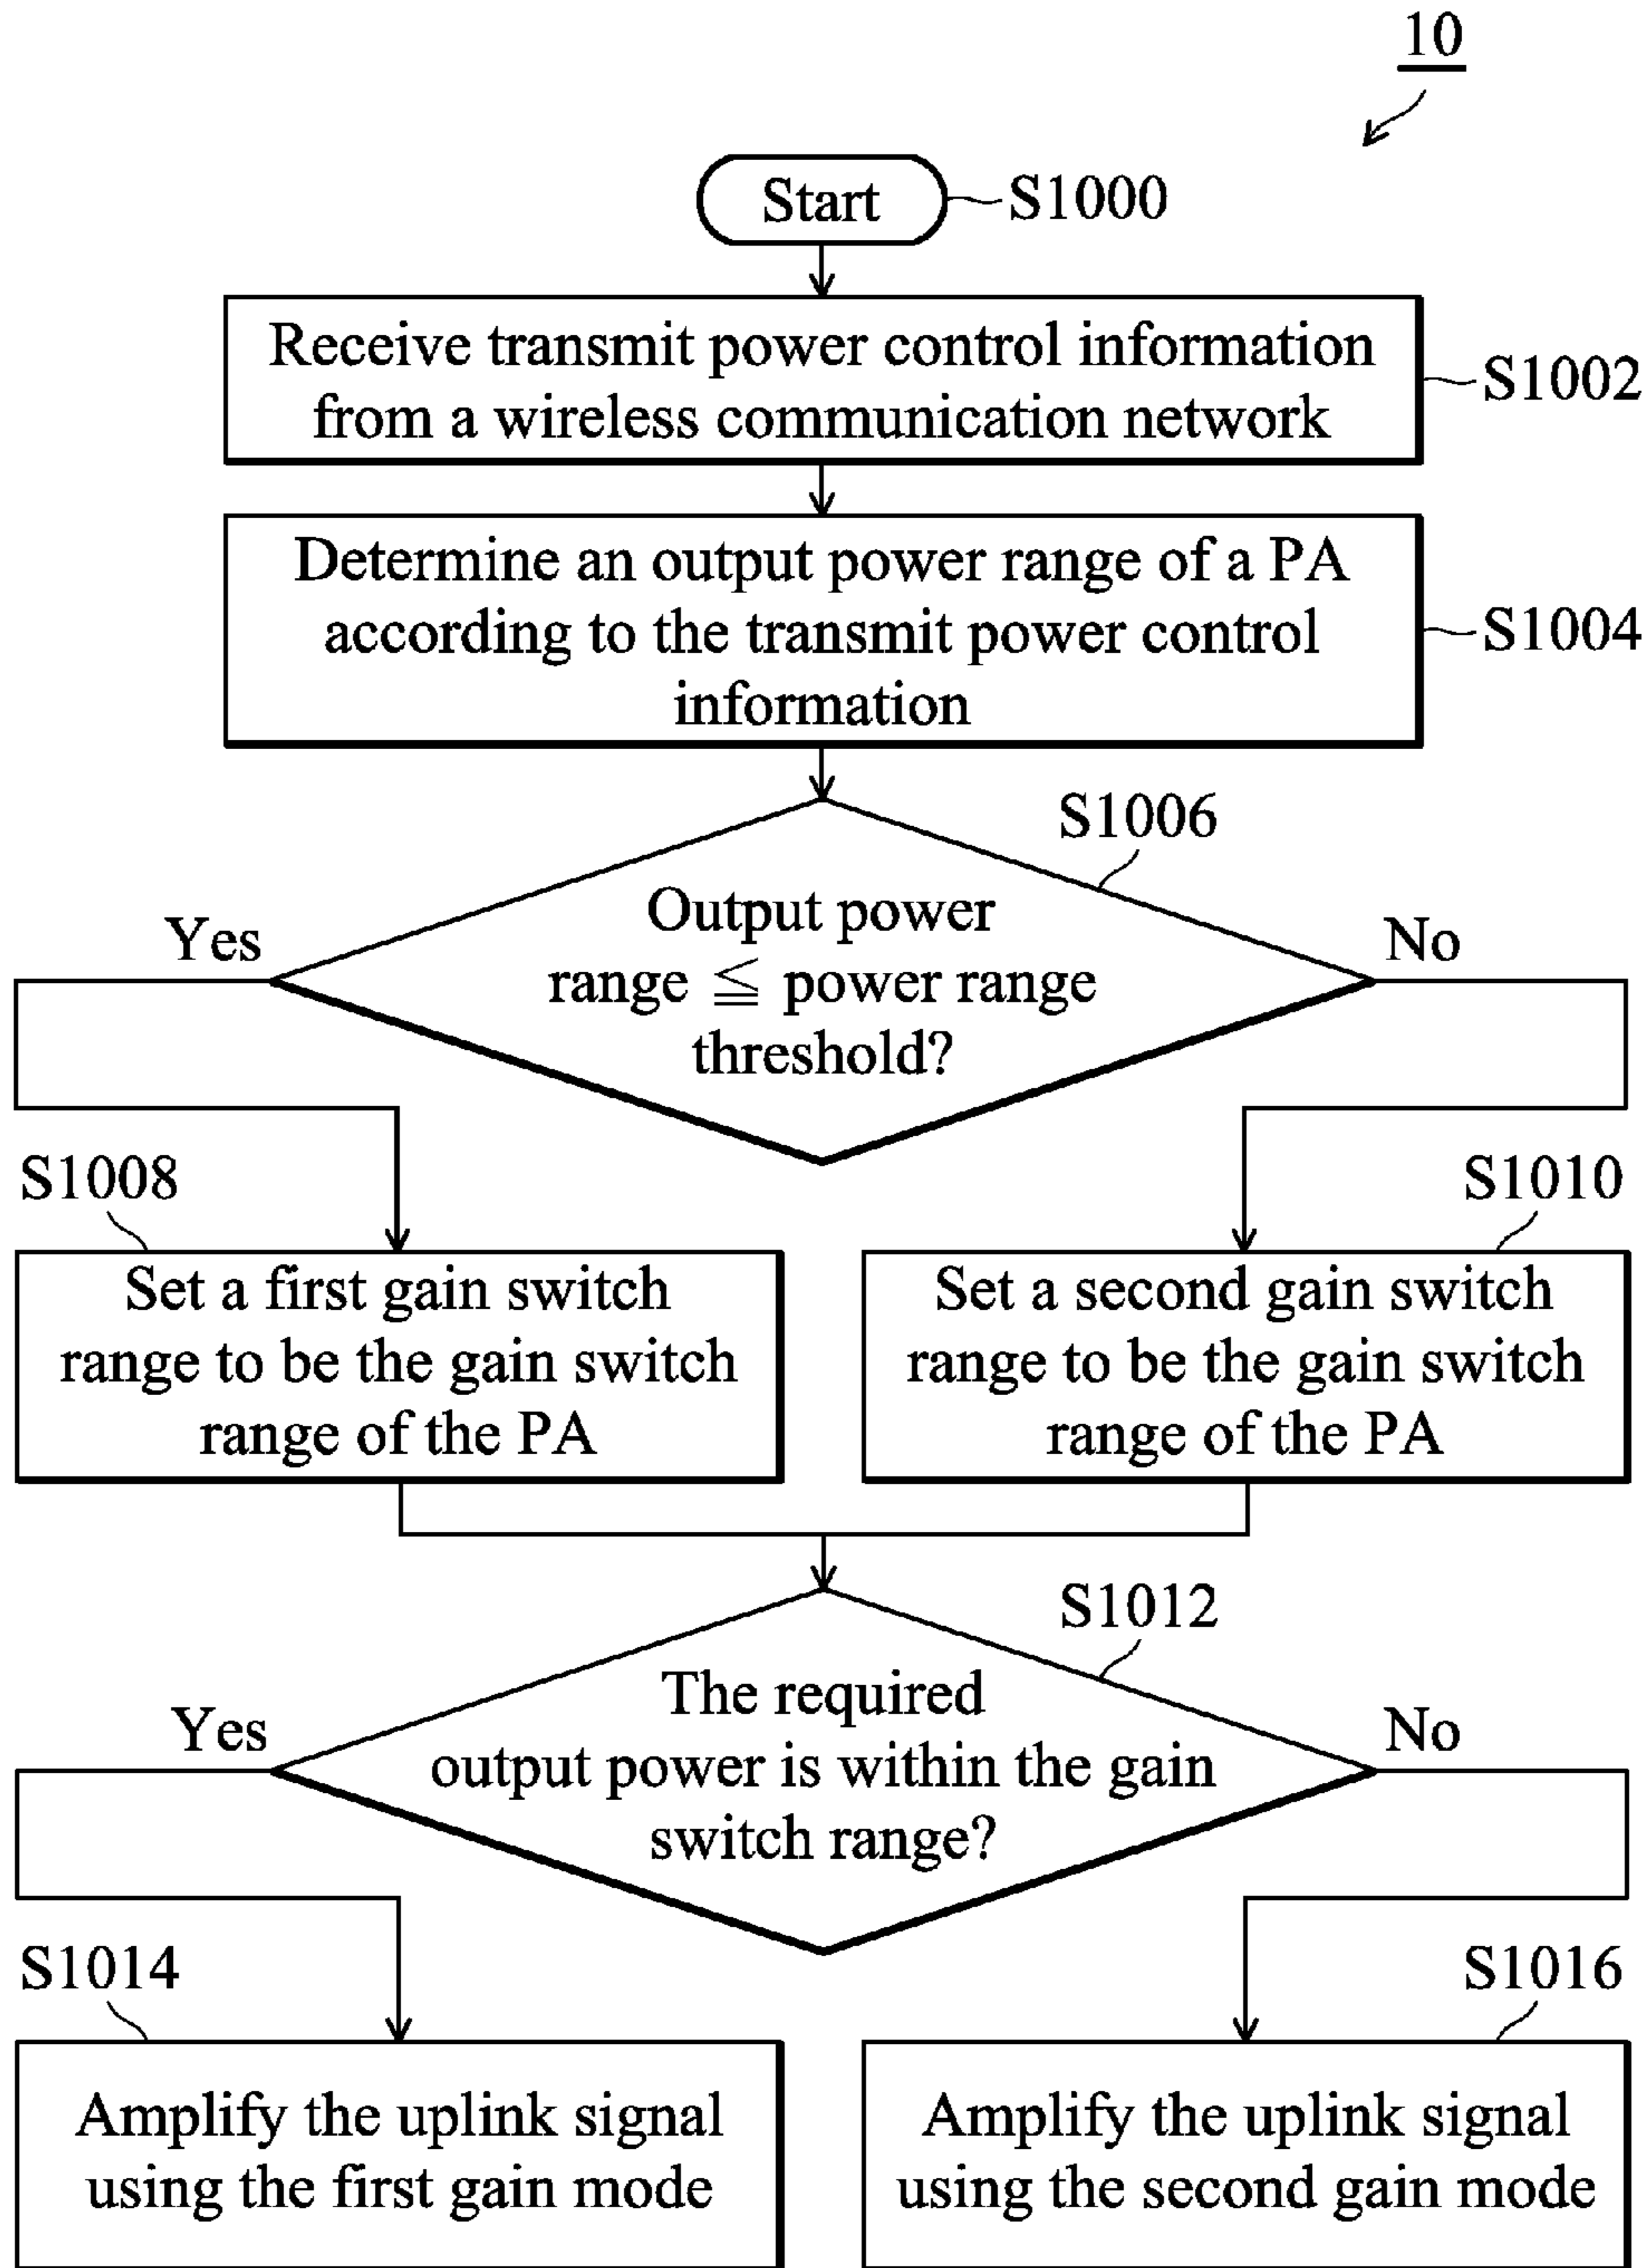 10
Start
S1000
Receive transmit power control information
from a wireless communication network
S1002
Determine an output power range of a PA
according to the transmit power control
information
S1004
S1006
Output power
range ≦ power range
threshold?
Yes
No
S1008
Set a first gain switch
range to be the gain switch
range of the PA
S1010
Set a second gain switch
range to be the gain switch
range of the PA
S1012
The required
output power is within the gain
switch range?
Yes
No
S1014
Amplify the uplink signal
using the first gain mode
S1016
Amplify the uplink signal
using the second gain mode